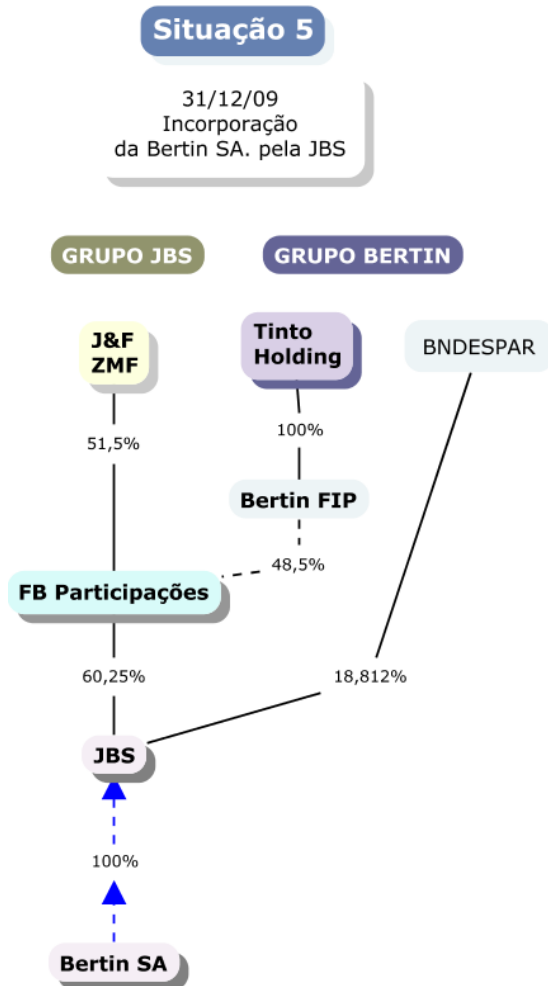 Situação 5
31/12/09
Incorporação
da Bertin SA. pela JBS
GRUPO JBS
GRUPO BERTIN
J&F
ZMF
Tinto
Holding
BNDESPAR
51,5%
100%
Bertin FIP
48,5%
FB Participações
60,25%
18,812%
JBS
100%
Bertin SA